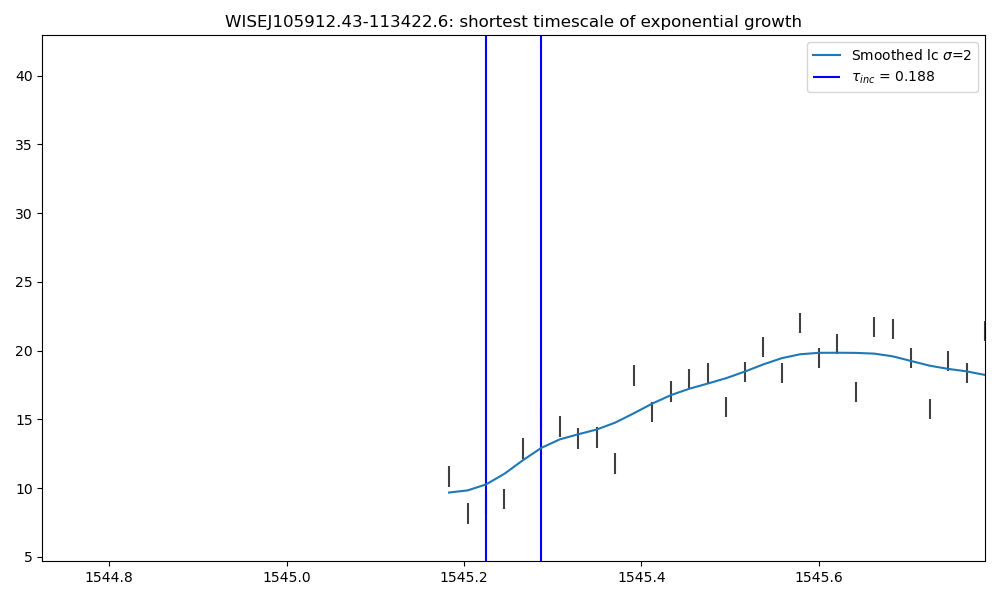 WISEJ105912.43-113422.6: shortest timescale of exponential growth
Smoothed lc σ=2
τ_inc = 0.188
40
35
30
25
20
15
10
5
1544.8 1545.0 1545.2 1545.4 1545.6